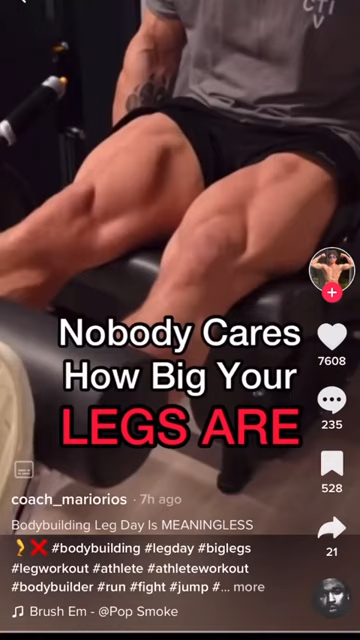 CTI
V
Nobody Cares
How Big Your
LEGS ARE
7608
235
528
21
coach_mariorios · 7h ago
Bodybuilding Leg Day Is MEANINGLESS
#bodybuilding #legday #biglegs
#legworkout #athlete #athleteworkout
#bodybuilder #run #fight #jump #... more
Brush Em - @Pop Smoke